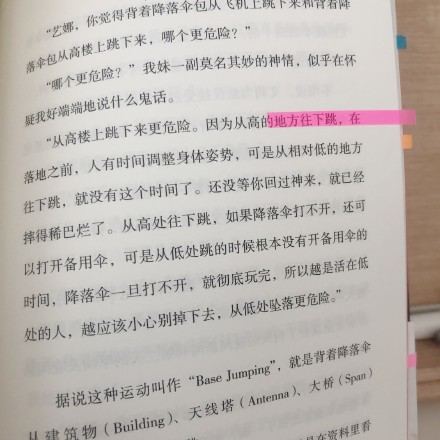 “艺娜，你觉得背着降落伞包从飞机上跳下来和背着降
落伞包从高楼上跳下来，哪个更危险？”
“哪个更危险？”我妹一副莫名其妙的神情，似乎在怀
疑我好端端地说什么鬼话。
“从高楼上跳下来更危险。因为从高的地方往下跳，在
落地之前，人有时间调整身体姿势，可是从相对低的地方
往下跳，就没有这个时间了。还没等你回过神来，就已经
摔得稀巴烂了。从高处往下跳，如果降落伞打不开，还可
以打开备用伞，可是从低处跳的时候根本没有开备用伞的
时间，降落伞一旦打不开，就彻底玩完，所以越是活在低
处的人，越应该小心别掉下去，从低处坠落更危险。”
据说这种运动叫作“Base Jumping”，就是背着降落伞
从建筑物（Building）、天线塔（Antenna）、大桥（Span）
是在资料里看